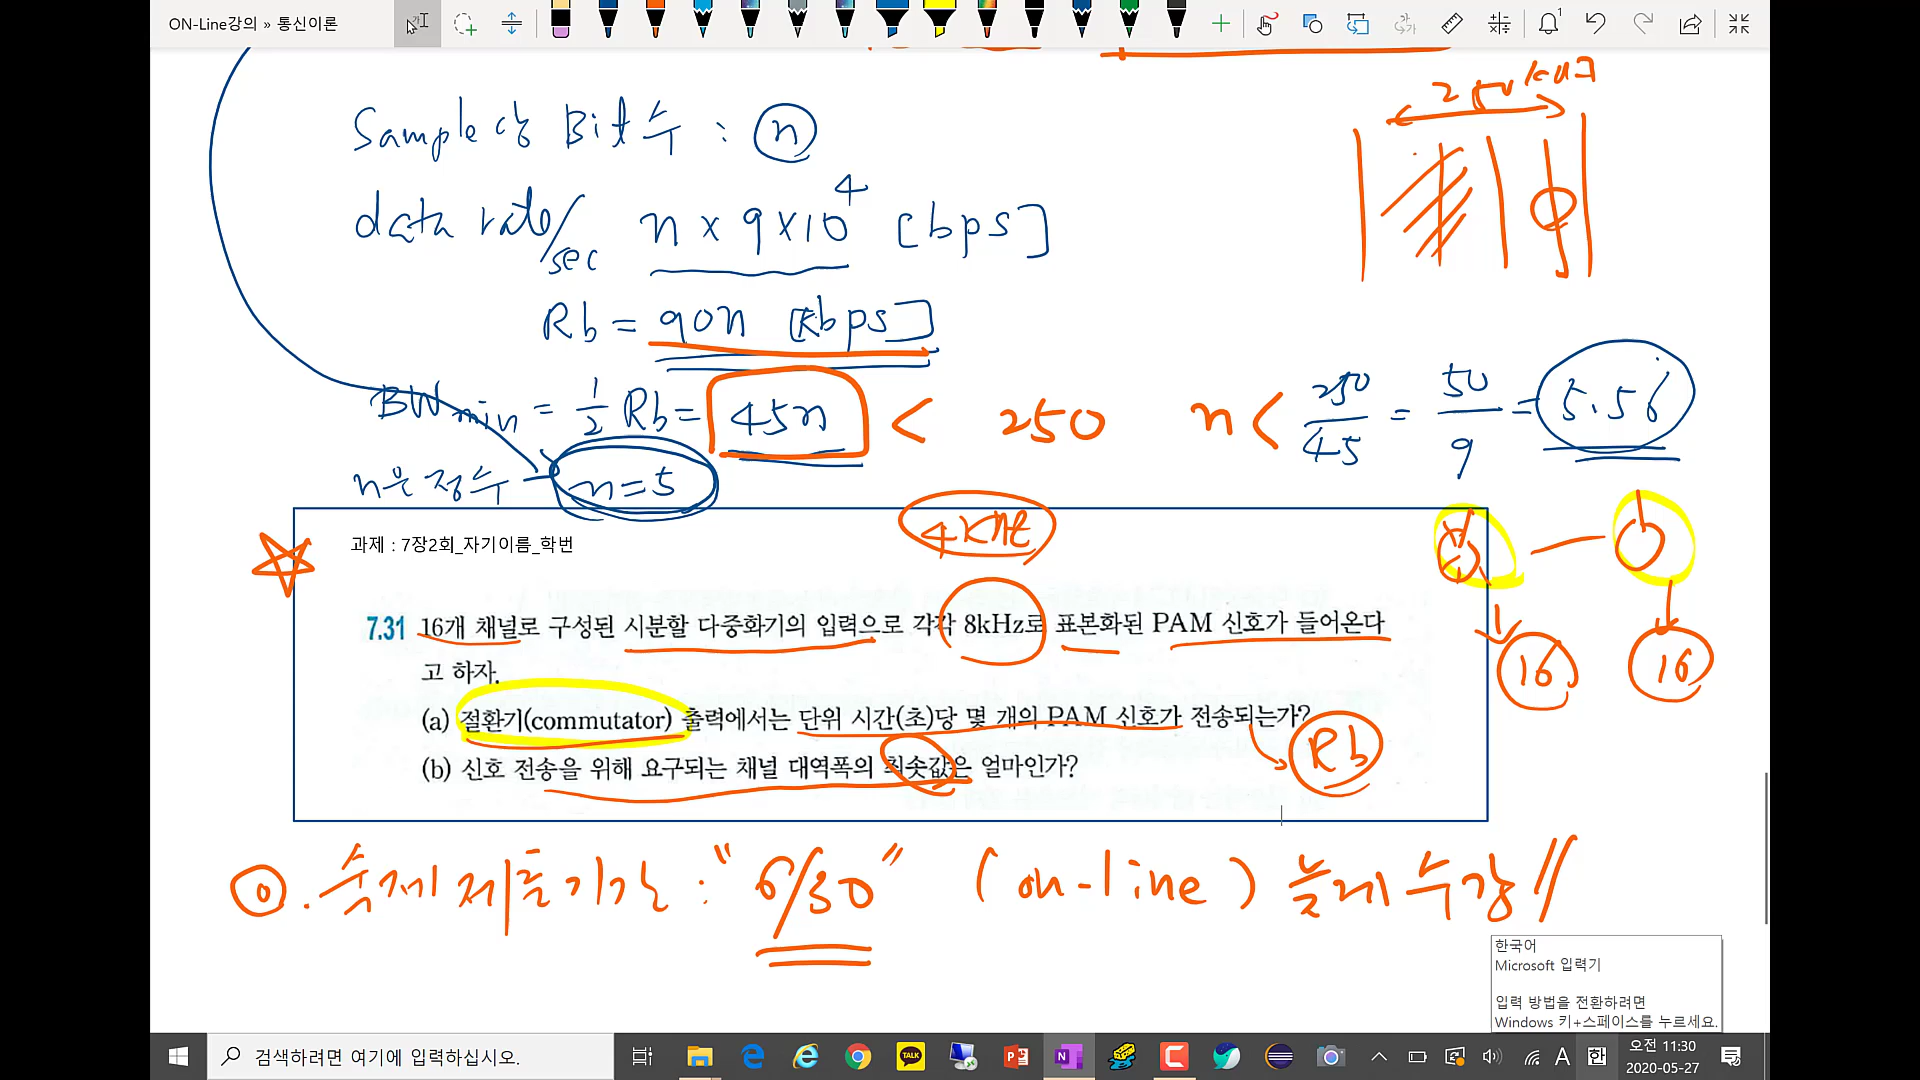 ON-Line강의 » 통신이론
250 kHz
Sample 당 Bit수 : n
data rate/sec n × 9 × 10⁴ [bps]
Rb = 90n [kbps]
BWmin = 1/2 Rb = 45n < 250 n < 250/45 = 50/9 = 5.56
n은 정수 → n=5
4kHz
과제 : 7장2회_자기이름_학번
7.31 16개 채널로 구성된 시분할 다중화기의 입력으로 각각 8kHz로 표본화된 PAM 신호가 들어온다
고 하자.
16 16
(a) 절환기(commutator) 출력에서는 단위 시간(초)당 몇 개의 PAM 신호가 전송되는가?
Rb
(b) 신호 전송을 위해 요구되는 채널 대역폭의 최솟값은 얼마인가?
숙제 제출기간 : "6/30" (on-line) 늘게 수강//
한국어
Microsoft 입력기
입력 방법을 전환하려면
Windows 키+스페이스를 누르세요.
검색하려면 여기에 입력하십시오.
TALK
A
한
오전 11:30
2020-05-27